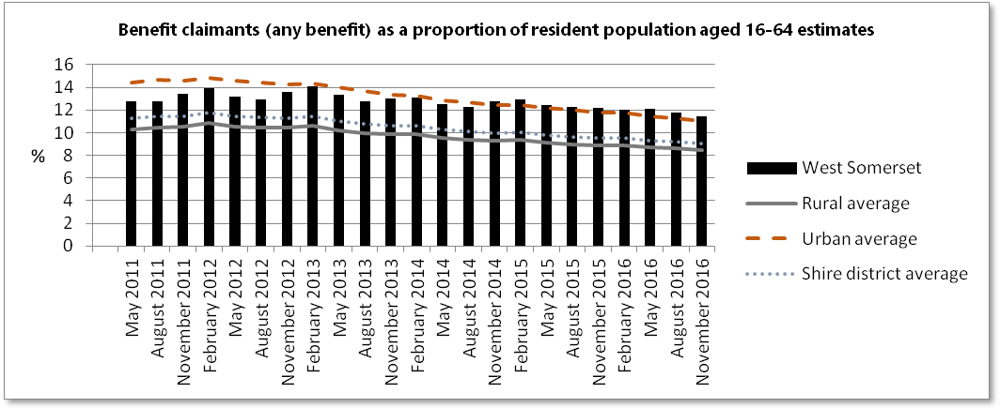 Benefit claimants (any benefit) as a proportion of resident population aged 16-64 estimates
16
14
12
10
8
6
4
2
0
%
May 2011
August 2011
November 2011
February 2012
May 2012
August 2012
November 2012
February 2013
May 2013
August 2013
November 2013
February 2014
May 2014
August 2014
November 2014
February 2015
May 2015
August 2015
November 2015
February 2016
May 2016
August 2016
November 2016
West Somerset
Rural average
Urban average
Shire district average